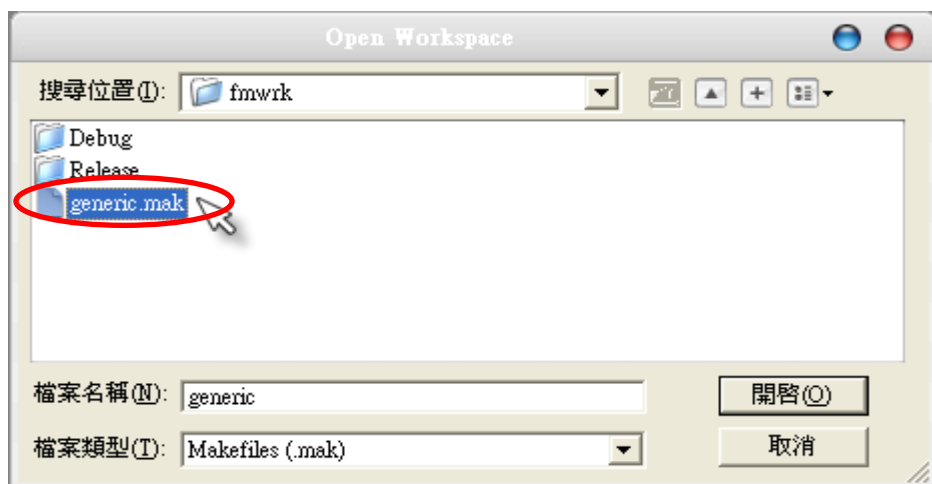 Open Workspace
搜尋位置(I): fmwrk
Debug
Release
generic.mak
檔案名稱(N): generic 開啓(O)
檔案類型(T): Makefiles (.mak) 取消